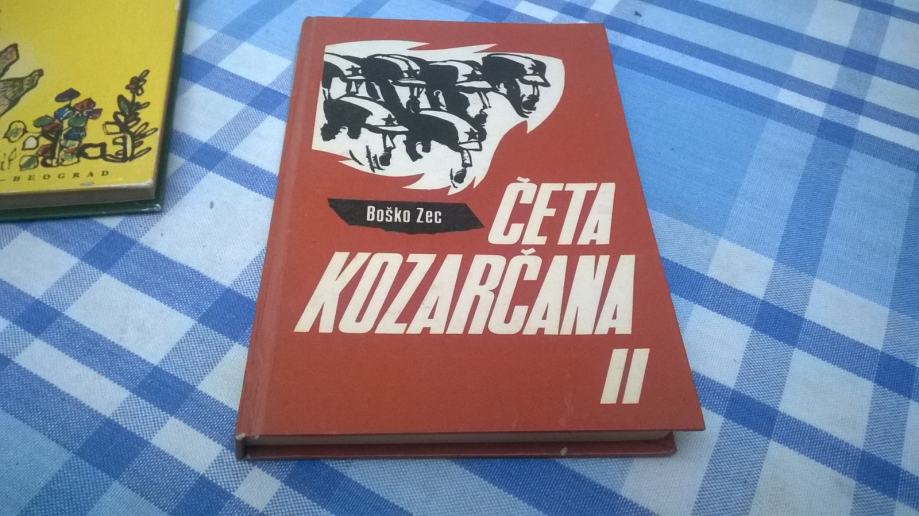 - BEOGRAD
Boško Zec
ČETA
KOZARČANA
II